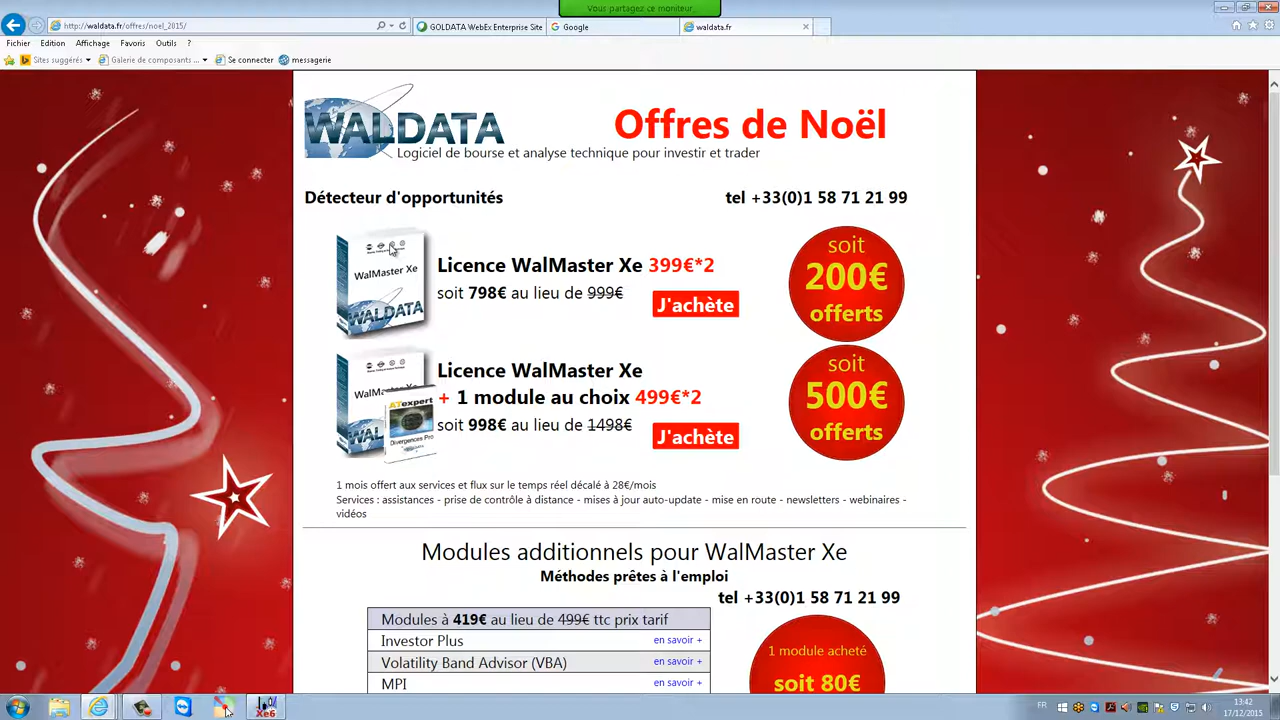 Vous partagez ce moniteur.
http://waldata.fr/offres/noel_2015/
GOLDATA WebEx Enterprise Site
Google
waldata.fr
Fichier Edition Affichage Favoris Outils ?
Sites suggérés Galerie de composants ... Se connecter messagerie
WALDATA
Offres de Noël
Logiciel de bourse et analyse technique pour investir et trader
Détecteur d'opportunités
tel +33(0)1 58 71 21 99
WalMaster Xe
WALDATA
Licence WalMaster Xe 399€*2
soit 798€ au lieu de 999€
J'achète
soit
200€
offerts
Licence WalMaster Xe
+ 1 module au choix 499€*2
soit 998€ au lieu de 1498€
J'achète
ATexpert
Divergences Pro
soit
500€
offerts
1 mois offert aux services et flux sur le temps réel décalé à 28€/mois
Services : assistances - prise de contrôle à distance - mises à jour auto-update - mise en route - newsletters - webinaires -
vidéos
Modules additionnels pour WalMaster Xe
Méthodes prêtes à l'emploi
tel +33(0)1 58 71 21 99
Modules à 419€ au lieu de 499€ ttc prix tarif
Investor Plus en savoir +
Volatility Band Advisor (VBA) en savoir +
MPI en savoir +
1 module acheté
soit 80€
Xe6
FR
13:42
17/12/2015